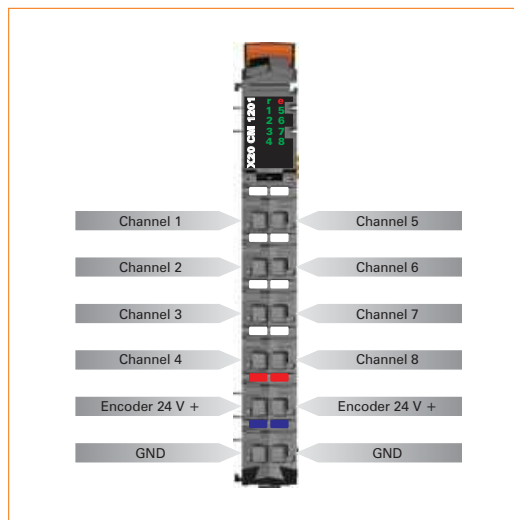 X20 CM 1201
r e
1 5
2 6
3 7
4 8
Channel 1
Channel 5
Channel 2
Channel 6
Channel 3
Channel 7
Channel 4
Channel 8
Encoder 24 V +
Encoder 24 V +
GND
GND